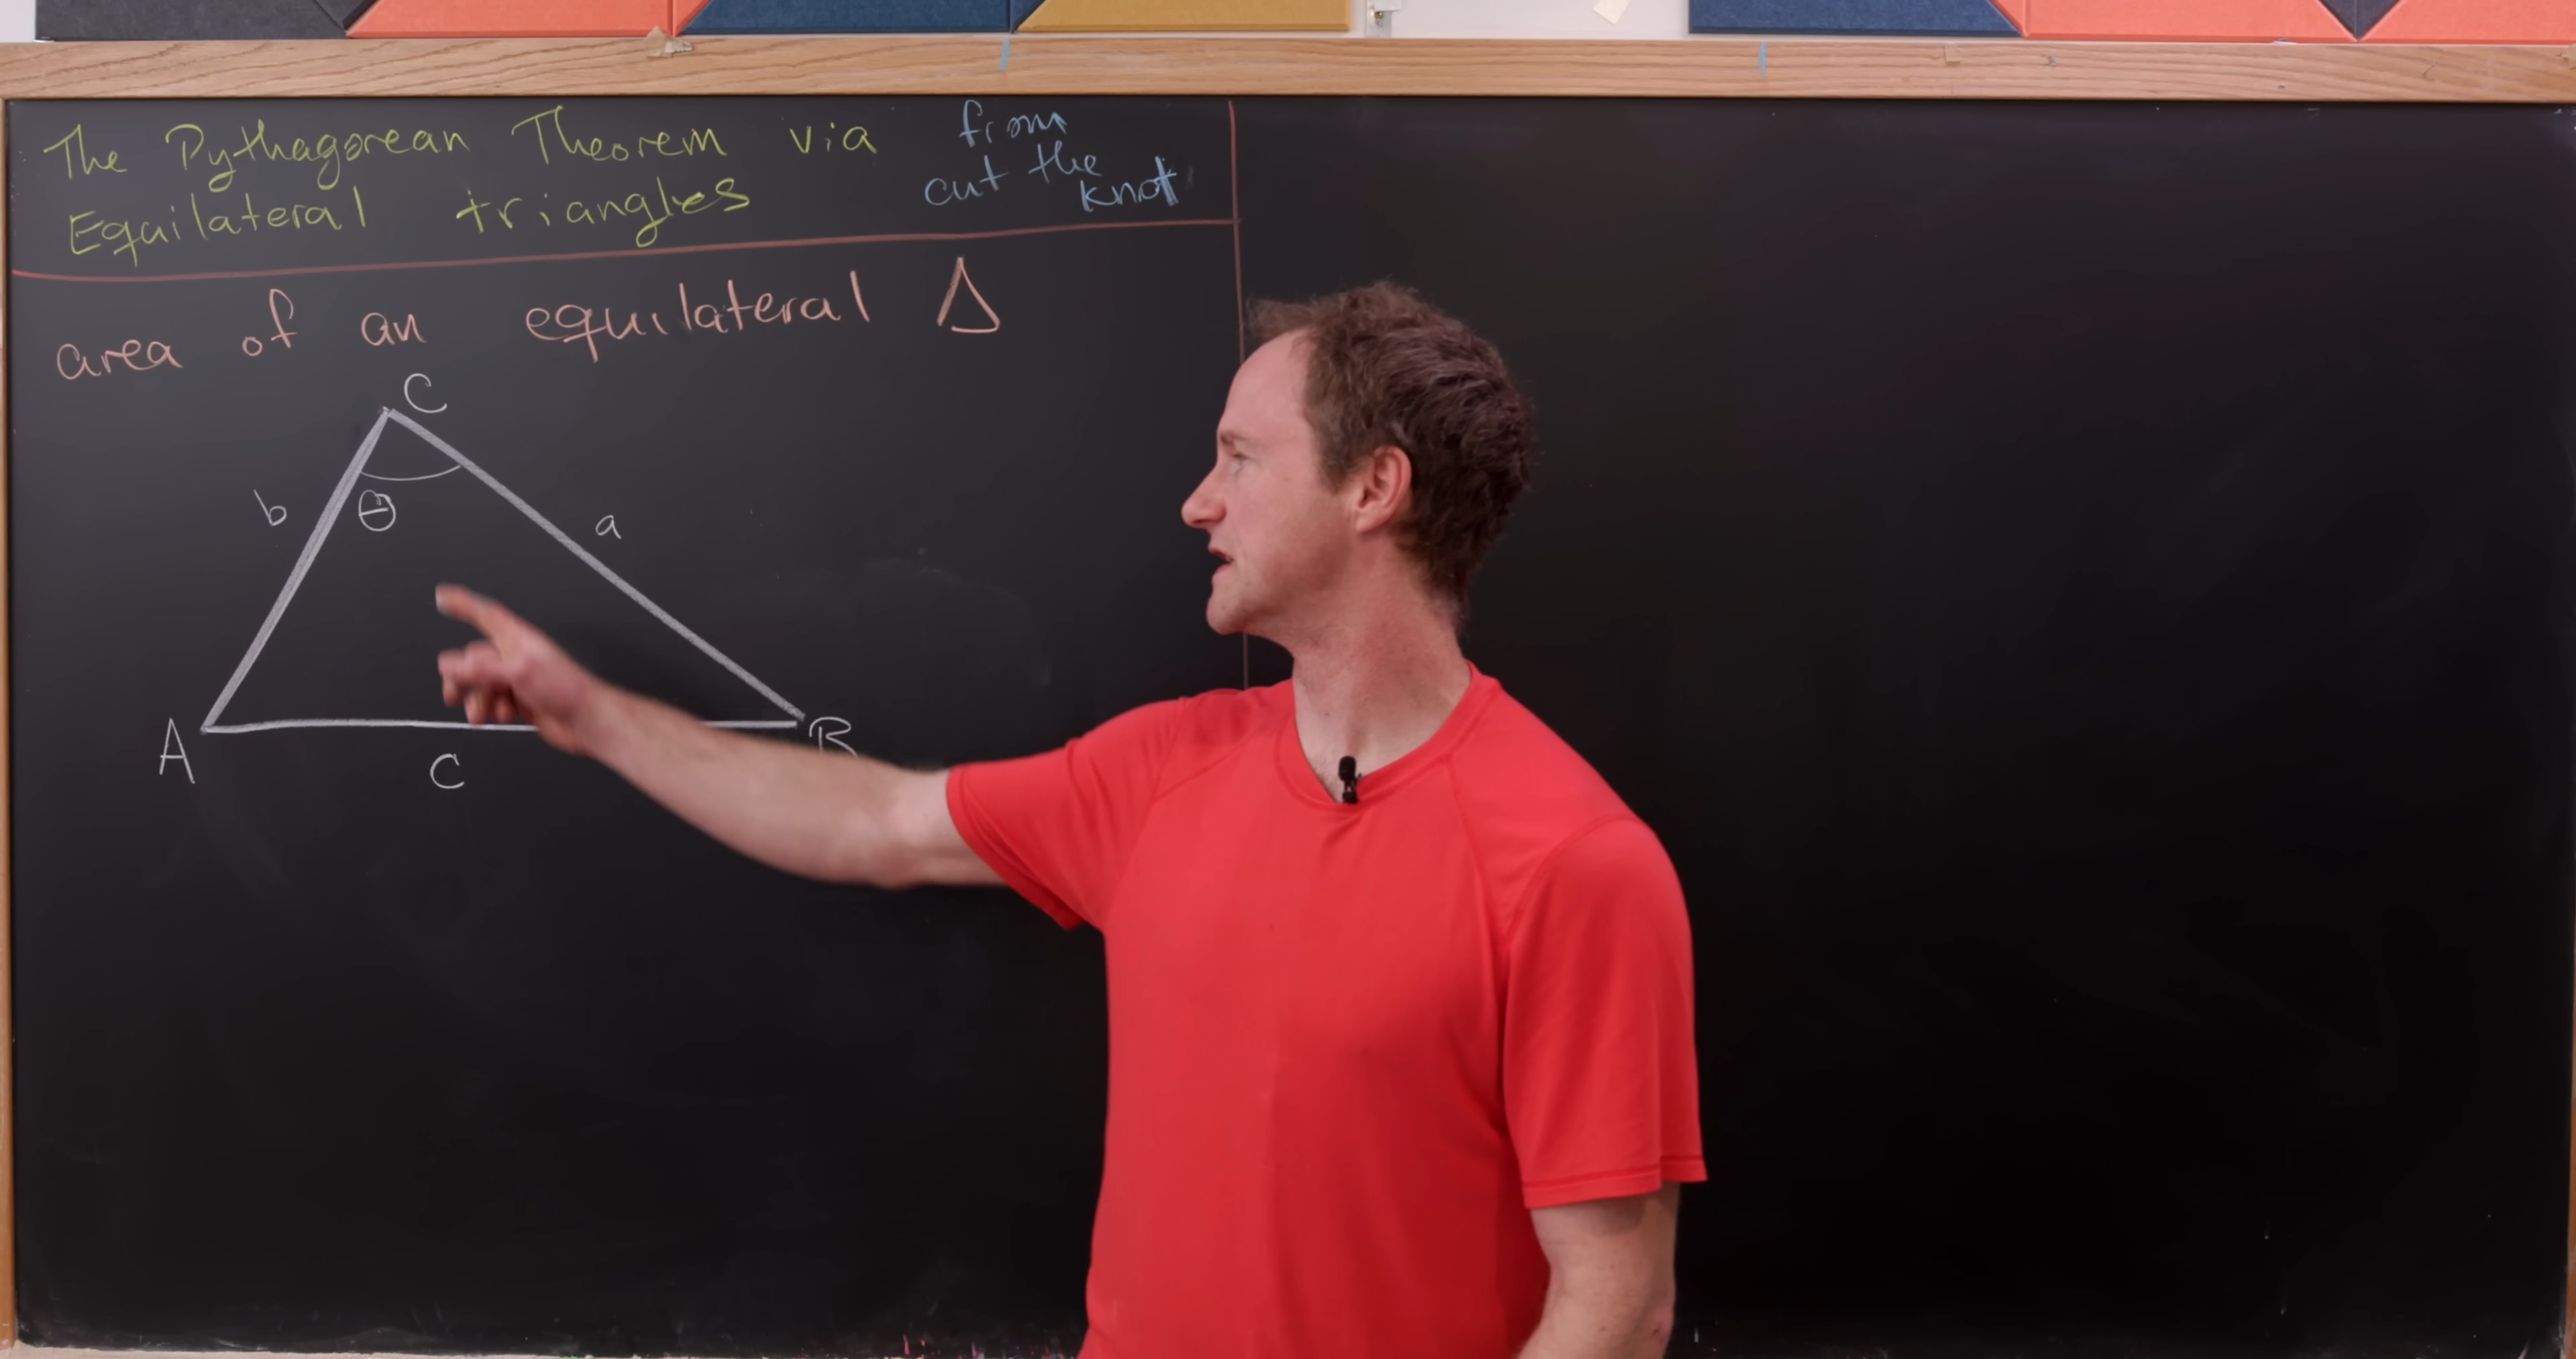 The Pythagorean Theorem via
Equilateral triangles
from
cut the
knot
area of an equilateral Δ
C
b
θ
a
A
B
c